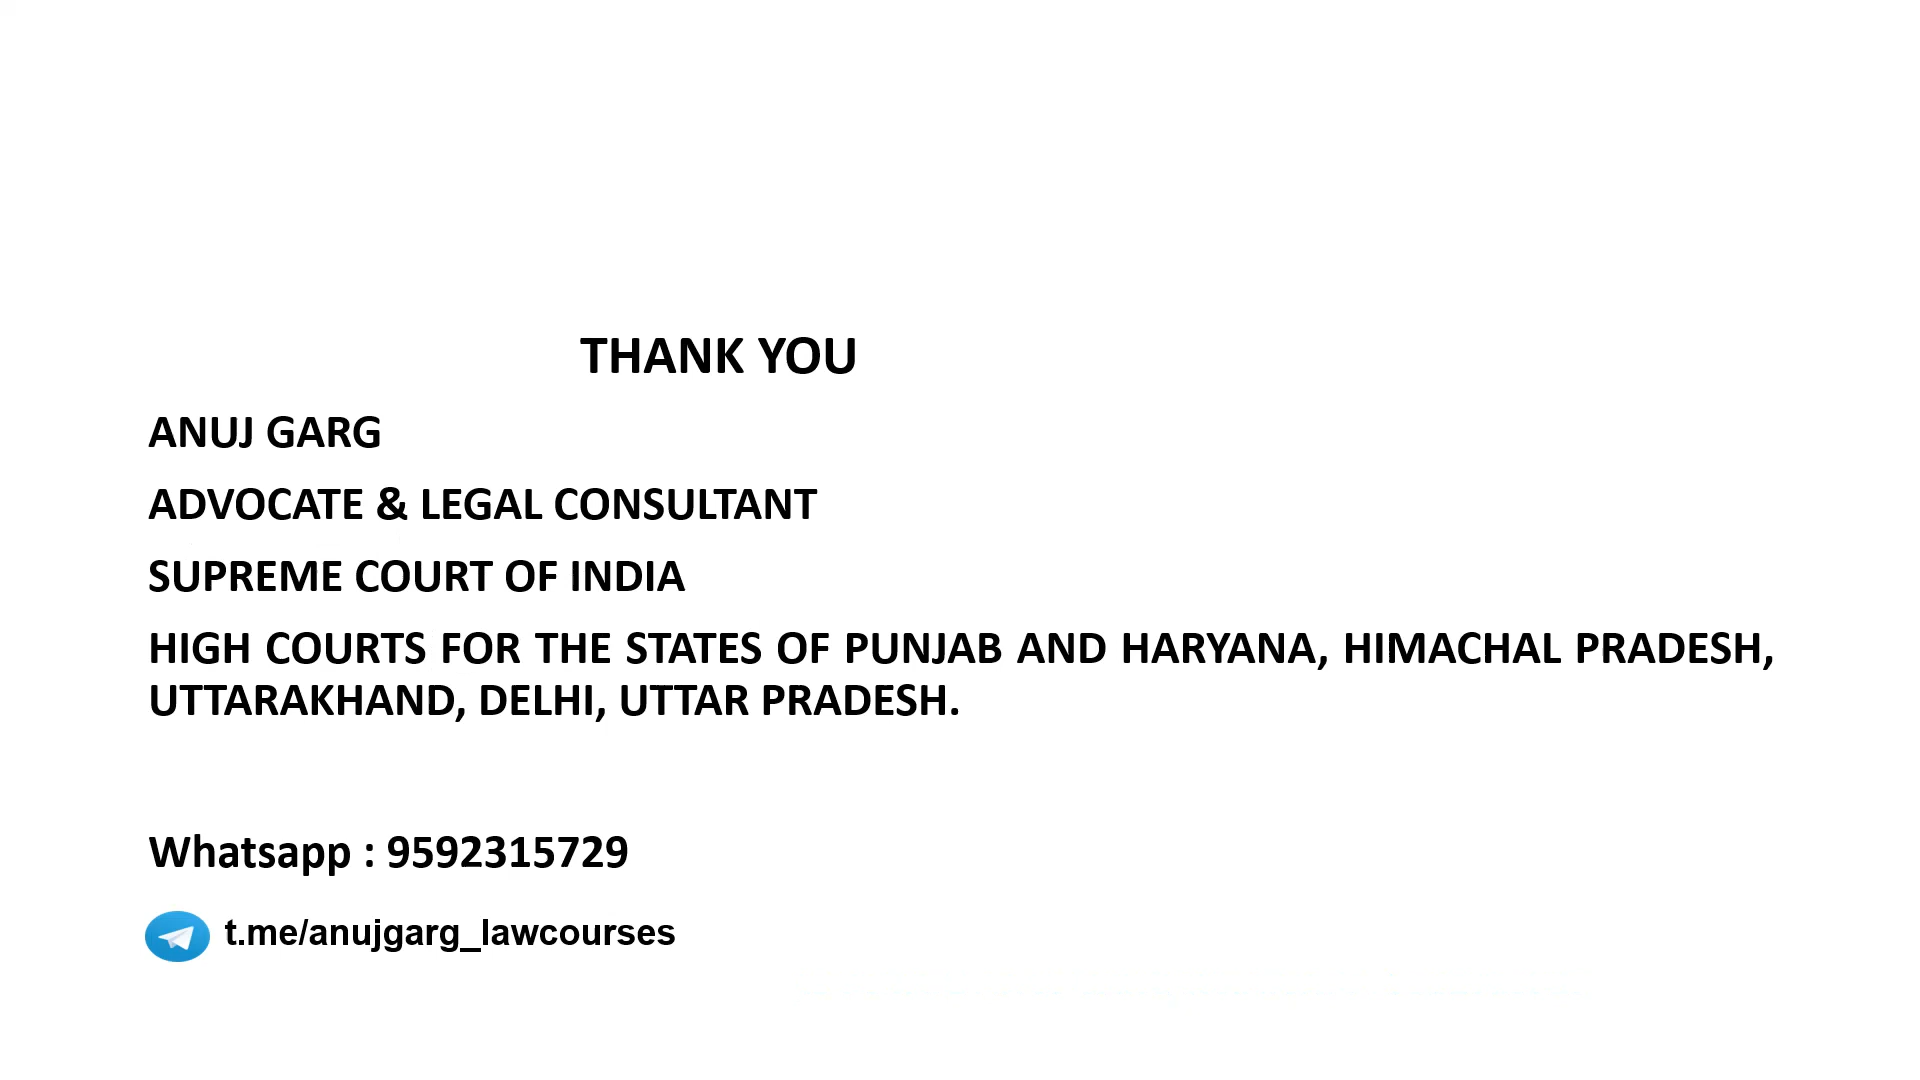 THANK YOU
ANUJ GARG
ADVOCATE & LEGAL CONSULTANT
SUPREME COURT OF INDIA
HIGH COURTS FOR THE STATES OF PUNJAB AND HARYANA, HIMACHAL PRADESH,
UTTARAKHAND, DELHI, UTTAR PRADESH.
Whatsapp : 9592315729
t.me/anujgarg_lawcourses